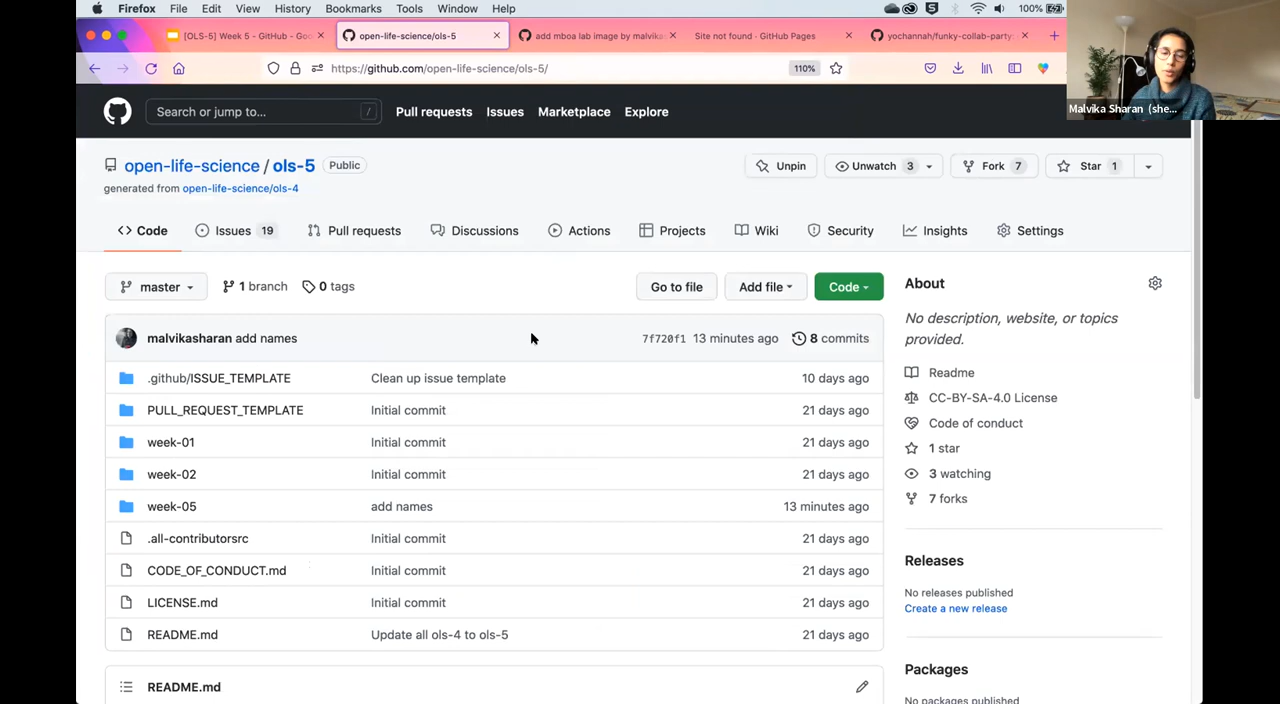 Firefox File Edit View History Bookmarks Tools Window Help 100%
[OLS-5] Week 5 - GitHub - Goo
open-life-science/ols-5
add mboa lab image by malvika
Site not found · GitHub Pages
yochannah/funky-collab-party:
https://github.com/open-life-science/ols-5/
110%
Malvika Sharan (she...
Search or jump to...
/
Pull requests Issues Marketplace Explore
open-life-science / ols-5 Public
generated from open-life-science/ols-4
Unpin
Unwatch 3
Fork 7
Star 1
Code
Issues 19
Pull requests
Discussions
Actions
Projects
Wiki
Security
Insights
Settings
master
1 branch
0 tags
Go to file
Add file
Code
malvikasharan add names 7f720f1 13 minutes ago 8 commits
.github/ISSUE_TEMPLATE Clean up issue template 10 days ago
PULL_REQUEST_TEMPLATE Initial commit 21 days ago
week-01 Initial commit 21 days ago
week-02 Initial commit 21 days ago
week-05 add names 13 minutes ago
.all-contributorsrc Initial commit 21 days ago
CODE_OF_CONDUCT.md Initial commit 21 days ago
LICENSE.md Initial commit 21 days ago
README.md Update all ols-4 to ols-5 21 days ago
README.md
About
No description, website, or topics
provided.
Readme
CC-BY-SA-4.0 License
Code of conduct
1 star
3 watching
7 forks
Releases
No releases published
Create a new release
Packages
No packages published